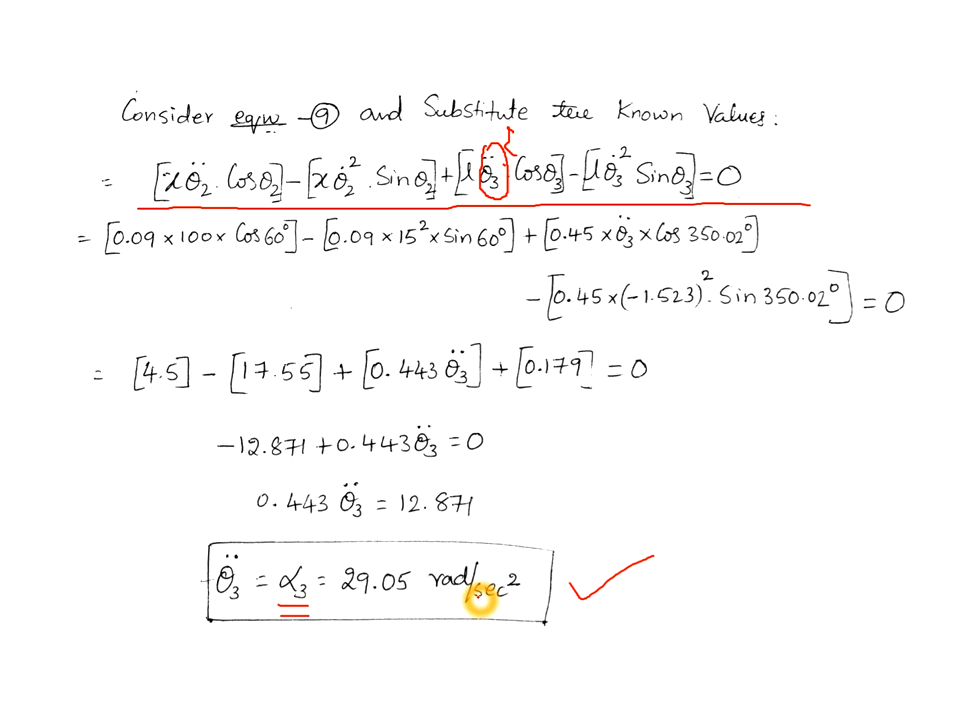 Consider eqn -⑨ and Substitute the Known Values:
= [rθ̈₂ . Cosθ₂] - [rθ̇₂² . Sinθ₂] + [lθ̈₃ Cosθ₃] - [lθ̇₃² Sinθ₃] = 0
= [0.09 × 100 × Cos 60°] - [0.09 × 15² × Sin 60°] + [0.45 × θ̈₃ × Cos 350.02°]
- [0.45 × (-1.523)² . Sin 350.02°] = 0
= [4.5] - [17.55] + [0.443 θ̈₃] + [0.179] = 0
-12.871 + 0.443 θ̈₃ = 0
0.443 θ̈₃ = 12.871
θ̈₃ = α₃ = 29.05 rad/sec²